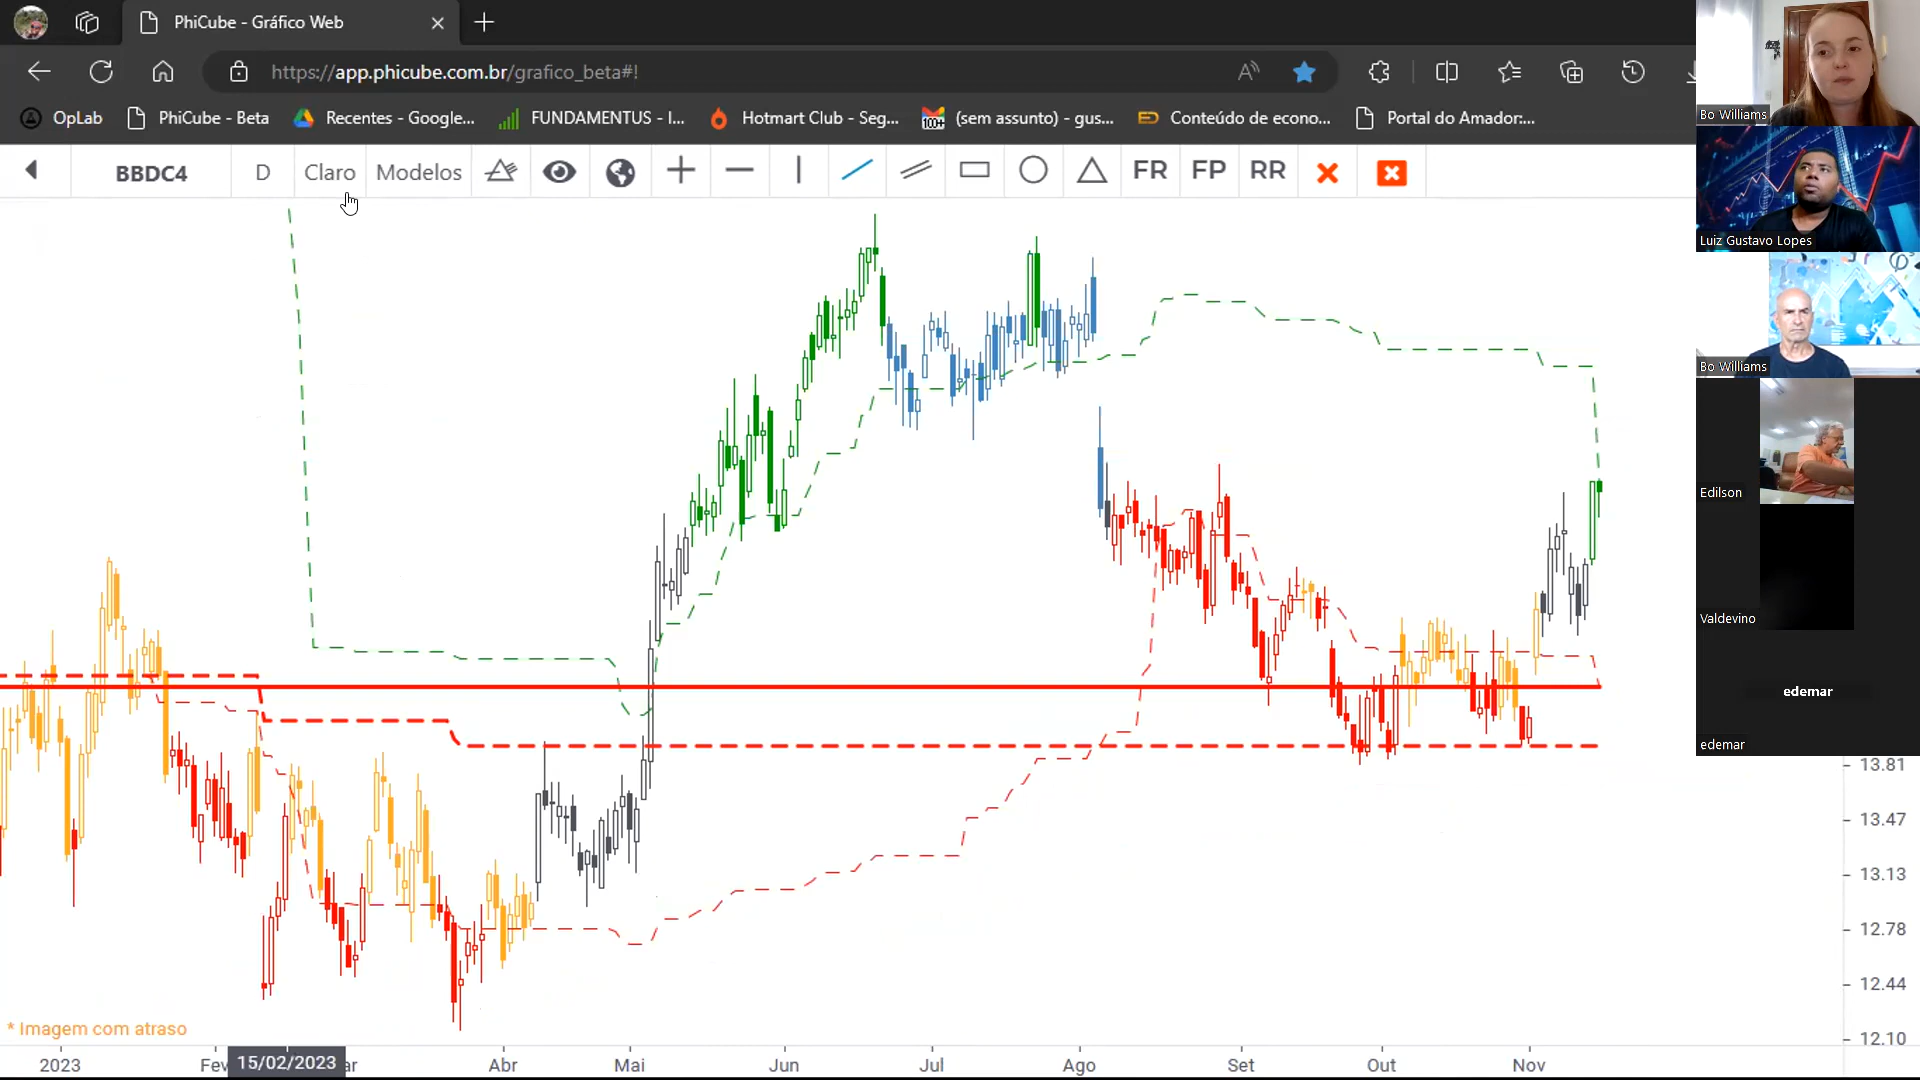 PhiCube - Gráfico Web
https://app.phicube.com.br/grafico_beta#!
OpLab
PhiCube - Beta
Recentes - Google...
FUNDAMENTUS - I...
Hotmart Club - Seg...
100+
(sem assunto) - gus...
Conteúdo de econo...
Portal do Amador:...
BBDC4
D
Claro
Modelos
FR
FP
RR
Bo Williams
Luiz Gustavo Lopes
Bo Williams
Edilson
Valdevino
edemar
edemar
13.81
13.47
13.13
12.78
12.44
12.10
* Imagem com atraso
2023
Fev
15/02/2023
ar
Abr
Mai
Jun
Jul
Ago
Set
Out
Nov